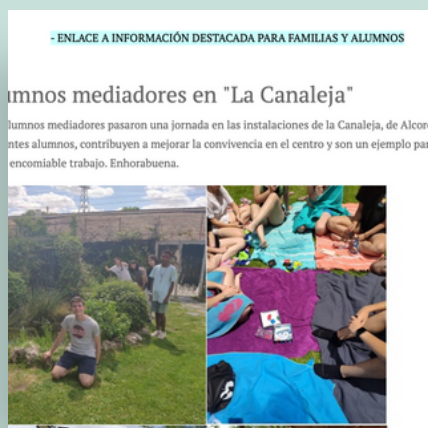 - ENLACE A INFORMACIÓN DESTACADA PARA FAMILIAS Y ALUMNOS
umnos mediadores en "La Canaleja"
lumnos mediadores pasaron una jornada en las instalaciones de la Canaleja, de Alcor
ntes alumnos, contribuyen a mejorar la convivencia en el centro y son un ejemplo par
encomiable trabajo. Enhorabuena.